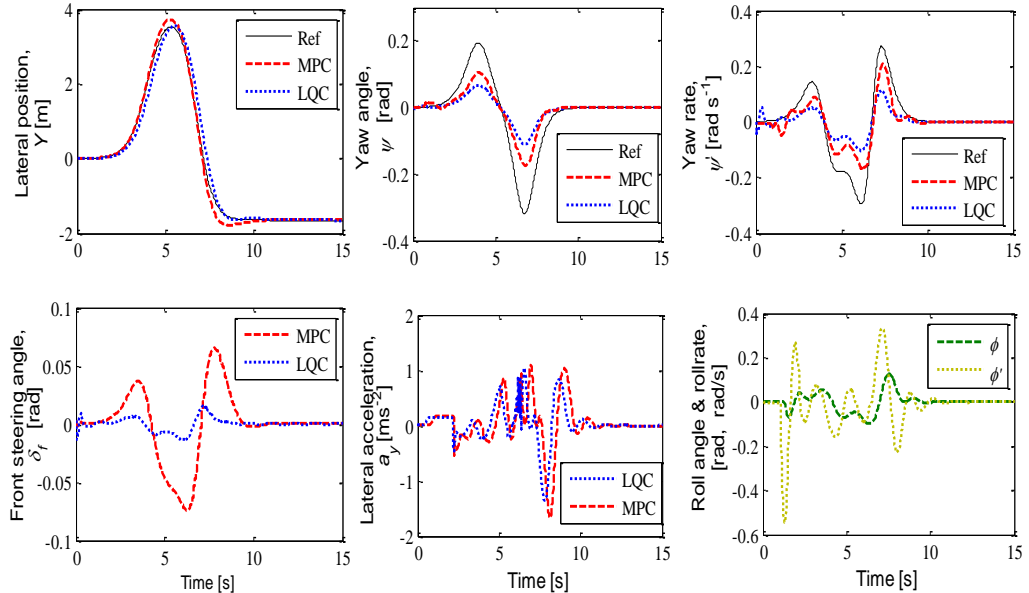 Lateral position,
Y [m]
4
2
0
-2
0 5 10 15
Ref
MPC
LQC
Yaw angle,
ψ [rad]
0.2
0
-0.2
-0.4
0 5 10 15
Ref
MPC
LQC
Yaw rate,
ψ' [rad s⁻¹]
0.4
0.2
0
-0.2
-0.4
0 5 10 15
Ref
MPC
LQC
Front steering angle,
δf [rad]
0.1
0.05
0
-0.05
-0.1
0 5 10 15
Time [s]
MPC
LQC
Lateral acceleration,
ay [ms⁻²]
2
1
0
-1
-2
0 5 10 15
Time [s]
LQC
MPC
Roll angle & rollrate,
[rad, rad/s]
0.4
0.2
0
-0.2
-0.4
-0.6
0 5 10 15
Time [s]
ϕ
ϕ'